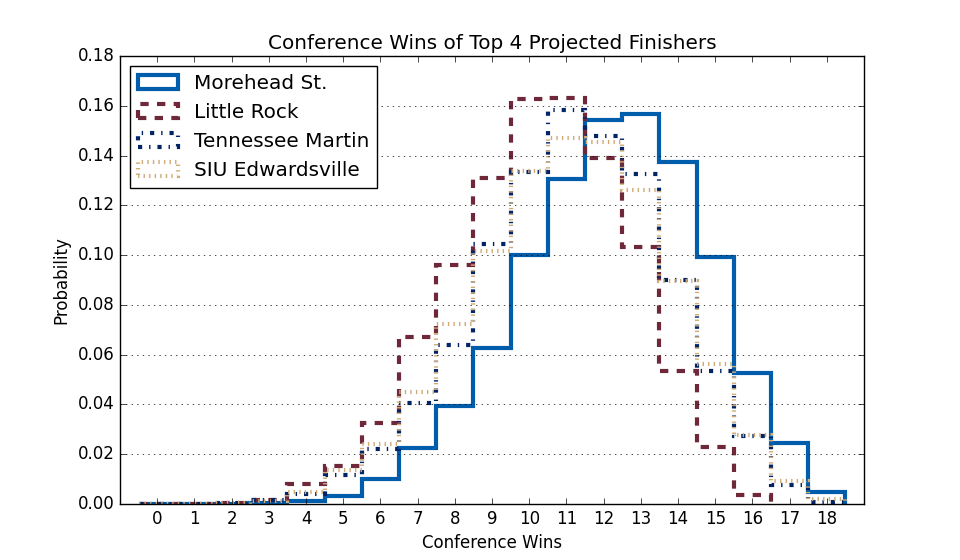 Conference Wins of Top 4 Projected Finishers
0.18
0.16
0.14
0.12
0.10
0.08
0.06
0.04
0.02
0.00
Probability
Morehead St.
Little Rock
Tennessee Martin
SIU Edwardsville
0 1 2 3 4 5 6 7 8 9 10 11 12 13 14 15 16 17 18
Conference Wins